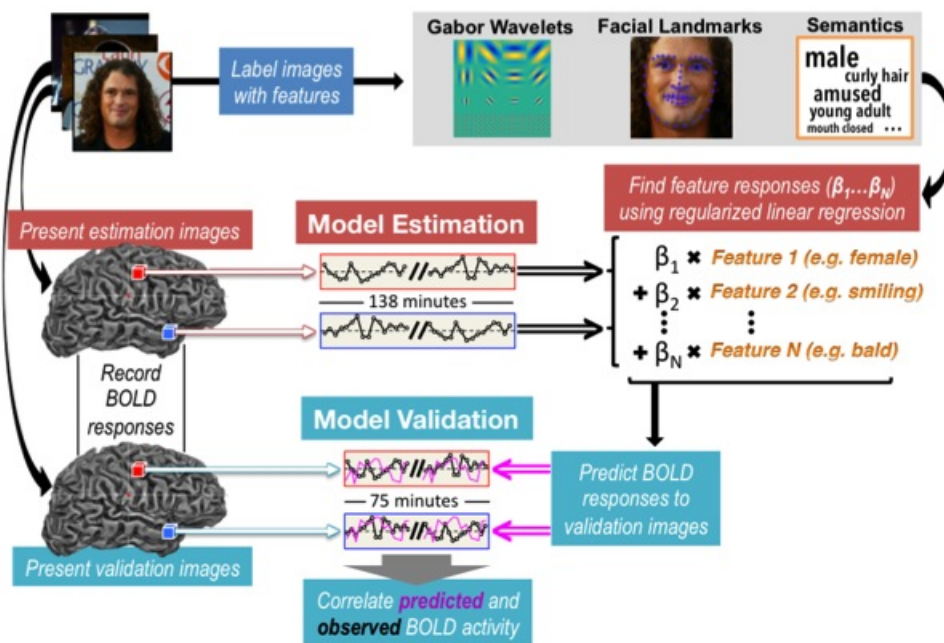 Gabor Wavelets
Facial Landmarks
Semantics
Label images
with features
male
curly hair
amused
young adult
mouth closed ...
Find feature responses (β1...βN)
using regularized linear regression
Present estimation images
Model Estimation
138 minutes
β1 × Feature 1 (e.g. female)
+ β2 × Feature 2 (e.g. smiling)
+ βN × Feature N (e.g. bald)
Record
BOLD
responses
Model Validation
75 minutes
Predict BOLD
responses to
validation images
Present validation images
Correlate predicted and
observed BOLD activity